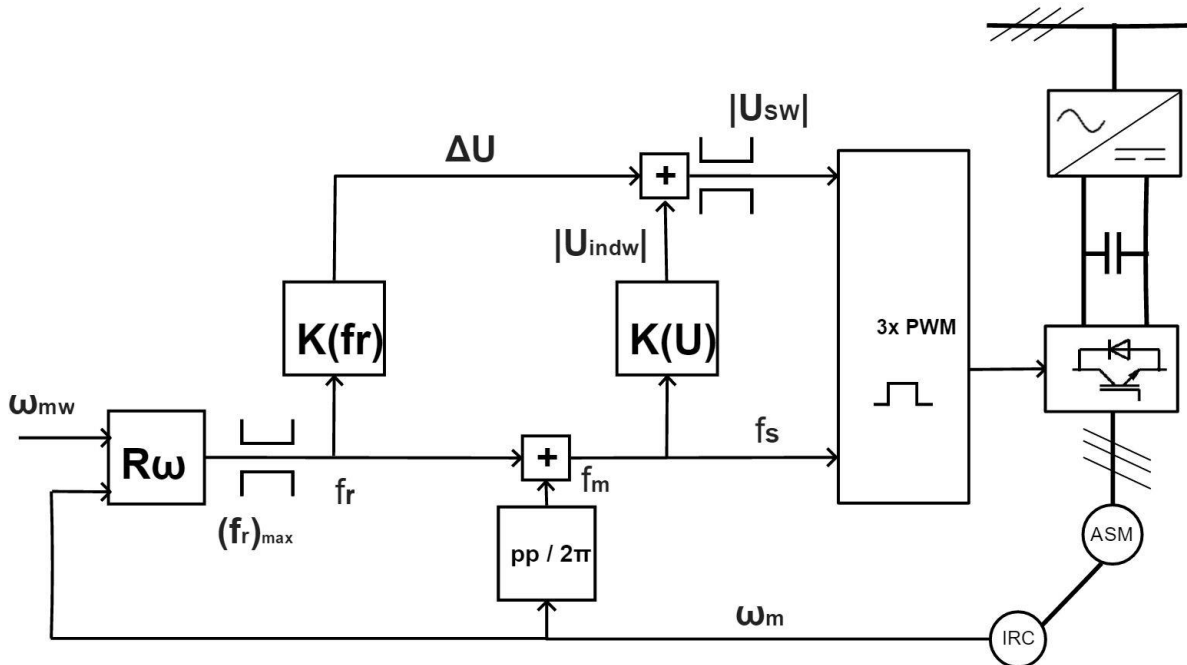 |Usw|
ΔU
+
|Uindw|
K(fr)
K(U)
3x PWM
ωmw
Rω
fr
(fr)max
+
fm
fs
pp / 2π
ωm
ASM
IRC